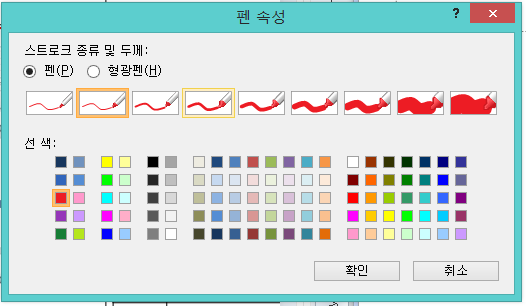 펜 속성
?
스트로크 종류 및 두께:
펜(P)
형광펜(H)
선 색:
확인
취소